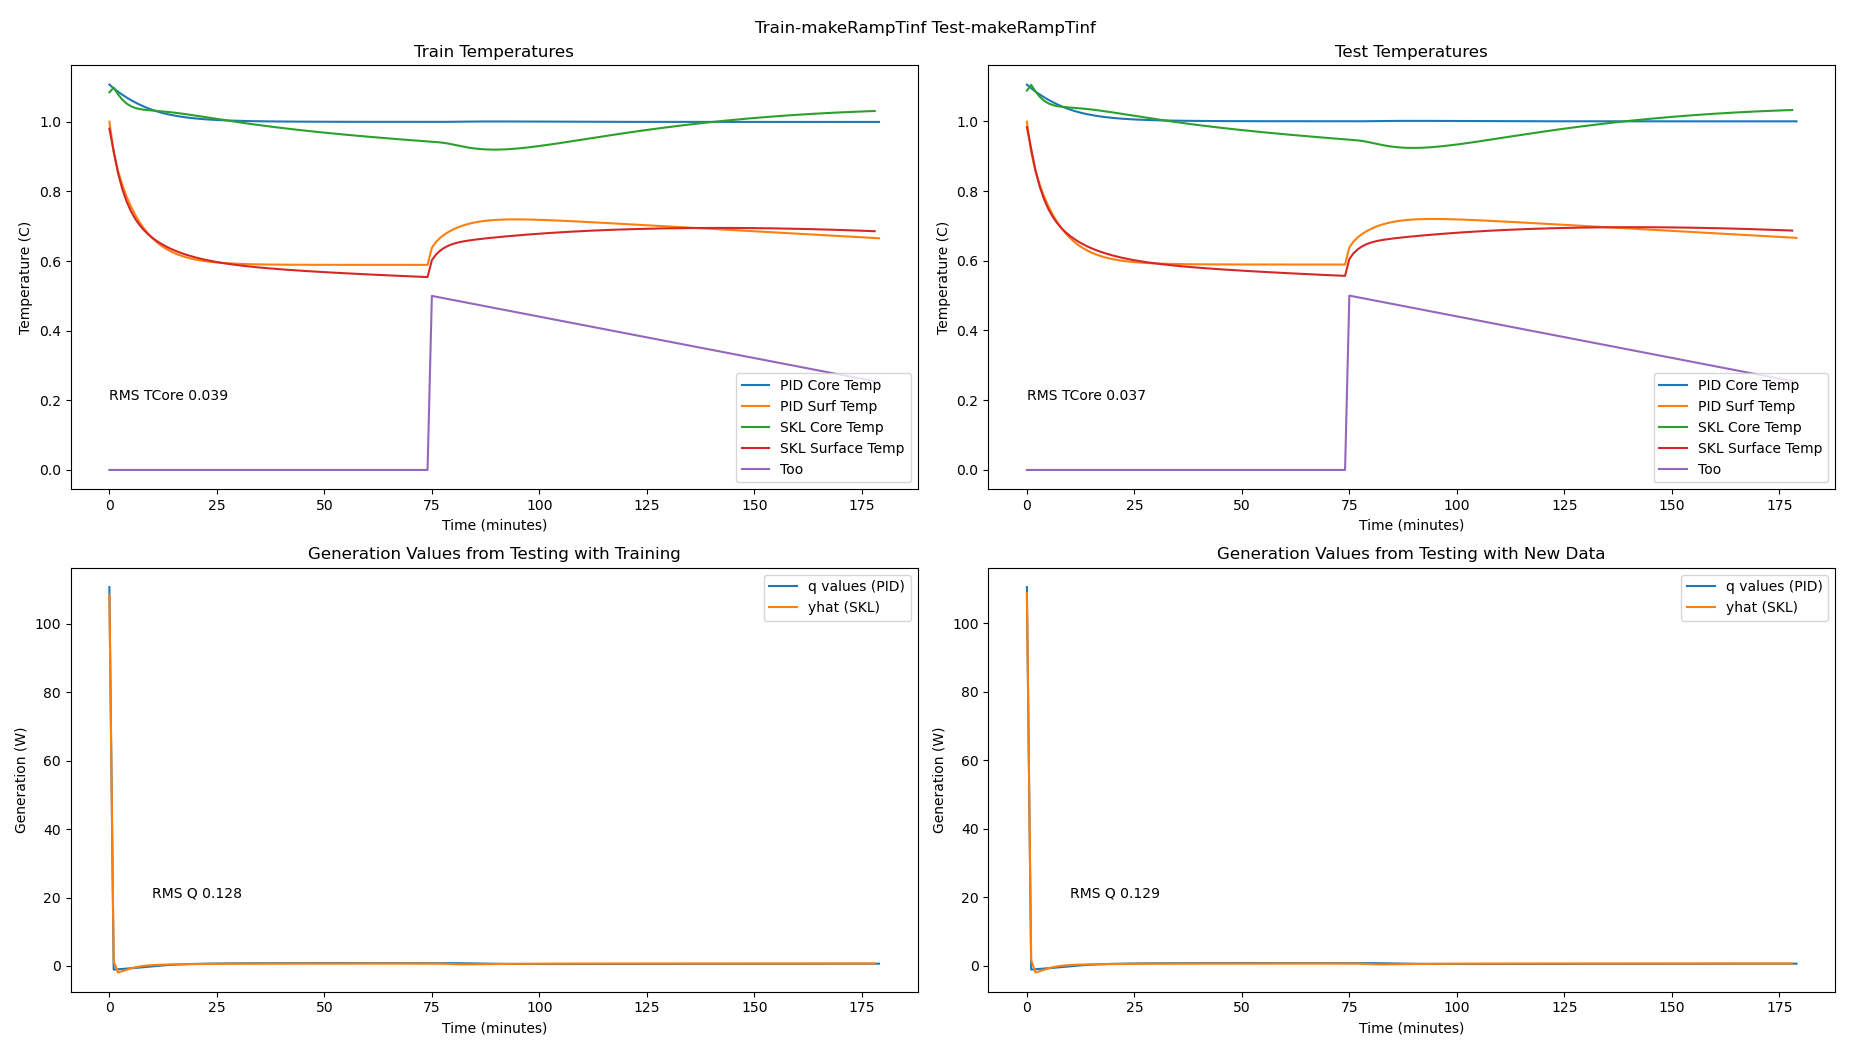 Train-makeRampTinf Test-makeRampTinf
Train Temperatures
Temperature (C)
1.0
0.8
0.6
0.4
0.2
0.0
RMS TCore 0.039
PID Core Temp
PID Surf Temp
SKL Core Temp
SKL Surface Temp
Too
0 25 50 75 100 125 150 175
Time (minutes)
Test Temperatures
Temperature (C)
1.0
0.8
0.6
0.4
0.2
0.0
RMS TCore 0.037
PID Core Temp
PID Surf Temp
SKL Core Temp
SKL Surface Temp
Too
0 25 50 75 100 125 150 175
Time (minutes)
Generation Values from Testing with Training
Generation (W)
100
80
60
40
20
0
q values (PID)
yhat (SKL)
RMS Q 0.128
0 25 50 75 100 125 150 175
Time (minutes)
Generation Values from Testing with New Data
Generation (W)
100
80
60
40
20
0
q values (PID)
yhat (SKL)
RMS Q 0.129
0 25 50 75 100 125 150 175
Time (minutes)